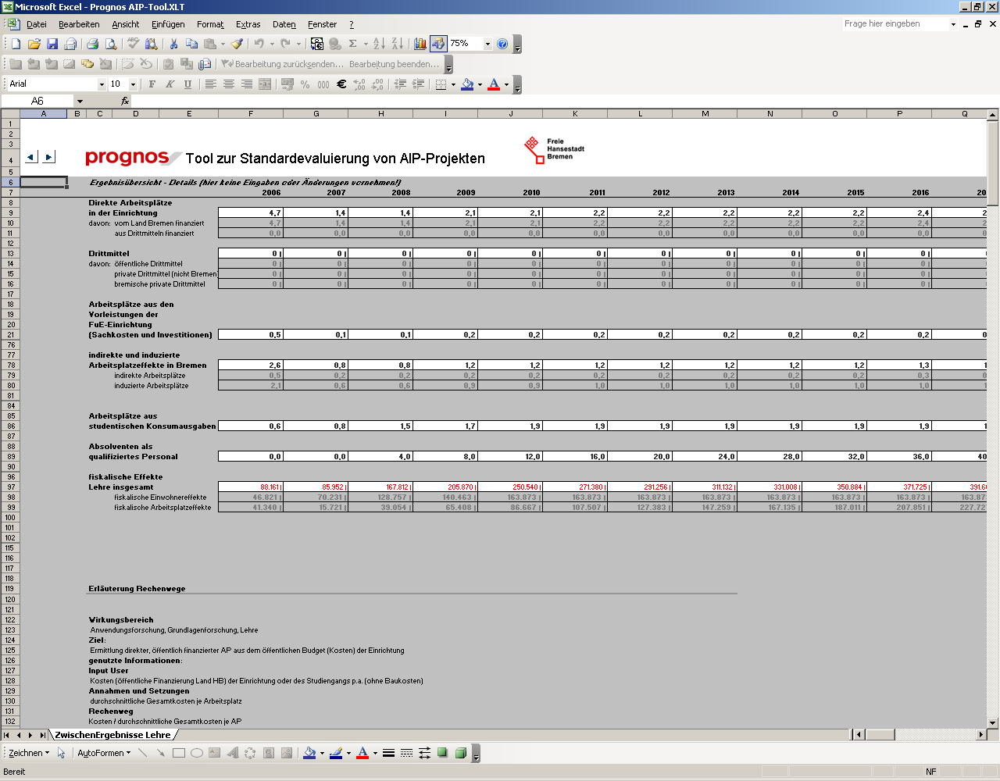 Microsoft Excel - Prognos AIP-Tool.XLT
Datei Bearbeiten Ansicht Einfügen Format Extras Daten Fenster ? Frage hier eingeben
75%
Bearbeitung zurücksenden... Bearbeitung beenden...
Arial 10 F K U % 000 €
A6 fx
A B C D E F G H I J K L M N O P Q
1
2
3 Freie
Hansestadt
4 prognos Tool zur Standardevaluierung von AIP-Projekten Bremen
5
6 Ergebnisübersicht - Details (hier keine Eingaben oder Änderungen vornehmen!)
7 2006 2007 2008 2009 2010 2011 2012 2013 2014 2015 2016 20
8 Direkte Arbeitsplätze
9 in der Einrichtung 4,7 1,4 1,4 2,1 2,1 2,2 2,2 2,2 2,2 2,2 2,4 2
10 davon: vom Land Bremen finanziert 4,7 1,4 1,4 2,1 2,1 2,2 2,2 2,2 2,2 2,2 2,4 2
11 aus Drittmitteln finanziert 0,0 0,0 0,0 0,0 0,0 0,0 0,0 0,0 0,0 0,0 0,0 0
12
13 Drittmittel 0 | 0 | 0 | 0 | 0 | 0 | 0 | 0 | 0 | 0 | 0 |
14 davon: öffentliche Drittmittel 0 | 0 | 0 | 0 | 0 | 0 | 0 | 0 | 0 | 0 | 0 |
15 private Drittmittel (nicht Bremen) 0 | 0 | 0 | 0 | 0 | 0 | 0 | 0 | 0 | 0 | 0 |
16 bremische private Drittmittel 0 | 0 | 0 | 0 | 0 | 0 | 0 | 0 | 0 | 0 | 0 |
17
18 Arbeitsplätze aus den
19 Vorleistungen der
20 FuE-Einrichtung
21 (Sachkosten und Investitionen) 0,5 0,1 0,1 0,2 0,2 0,2 0,2 0,2 0,2 0,2 0,2 0
76
77 indirekte und induzierte
78 Arbeitsplatzeffekte in Bremen 2,6 0,8 0,8 1,2 1,2 1,2 1,2 1,2 1,2 1,2 1,3 1
79 indirekte Arbeitsplätze 0,5 0,2 0,2 0,2 0,2 0,2 0,2 0,2 0,2 0,2 0,3 0
80 induzierte Arbeitsplätze 2,1 0,6 0,6 0,9 0,9 1,0 1,0 1,0 1,0 1,0 1,0 1
81
84
85 Arbeitsplätze aus
86 studentischen Konsumausgaben 0,6 0,8 1,5 1,7 1,9 1,9 1,9 1,9 1,9 1,9 1,9 1
87
88 Absolventen als
89 qualifiziertes Personal 0,0 0,0 4,0 8,0 12,0 16,0 20,0 24,0 28,0 32,0 36,0 40
90
96 fiskalische Effekte
97 Lehre insgesamt 88.161 | 85.952 | 167.812 | 205.870 | 250.540 | 271.380 | 291.256 | 311.132 | 331.008 | 350.884 | 371.725 | 391.60
98 fiskalische Einwohnereffekte 46.821 | 70.231 | 128.757 | 140.463 | 163.873 | 163.873 | 163.873 | 163.873 | 163.873 | 163.873 | 163.873 | 163.87
99 fiskalische Arbeitsplatzeffekte 41.340 | 15.721 | 39.054 | 65.408 | 86.667 | 107.507 | 127.383 | 147.259 | 167.135 | 187.011 | 207.851 | 227.72
100
101
102
115
116
117
118
119 Erläuterung Rechenwege
120
121
122 Wirkungsbereich
123 Anwendungsforschung, Grundlagenforschung, Lehre
124 Ziel:
125 Ermittlung direkter, öffentlich finanzierter AP aus dem öffentlichen Budget (Kosten) der Einrichtung
126 genutzte Informationen:
127 Input User
128 Kosten (öffentliche Finanzierung Land HB) der Einrichtung oder des Studiengangs p.a. (ohne Baukosten)
129 Annahmen und Setzungen
130 durchschnittliche Gesamtkosten je Arbeitsplatz
131 Rechenweg
132 Kosten / durchschnittliche Gesamtkosten je AP
ZwischenErgebnisse Lehre
Zeichnen AutoFormen
Bereit NF